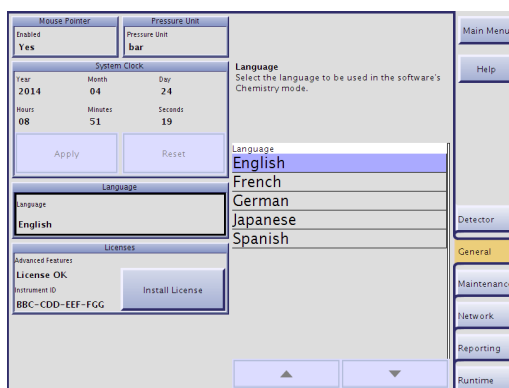 Mouse Pointer
Enabled
Yes
Pressure Unit
Pressure Unit
bar
System Clock
Year Month Day
2014 04 24
Hours Minutes Seconds
08 51 19
Apply Reset
Language
Language
English
Licenses
Advanced Features
License OK
Instrument ID
BBC-CDD-EEF-FGG
Install License
Language
Select the language to be used in the software's
Chemistry mode.
Language
English
French
German
Japanese
Spanish
Main Menu
Help
Detector
General
Maintenance
Network
Reporting
Runtime